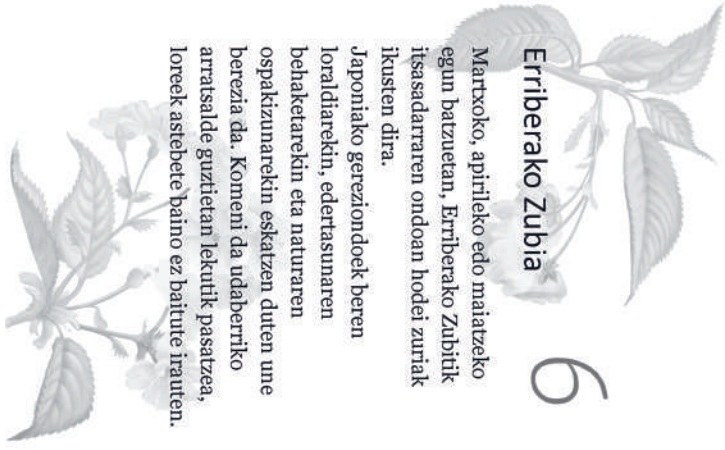 6
Erriberako Zubia
Martxoko, apirileko edo maiatzeko
egun batzuetan, Erriberako Zubitik
itsasadarraren ondoan hodei zuriak
ikusten dira.
Japoniako gereziondoek beren
loraldiarekin, edertasunaren
behaketarekin eta naturaren
ospakizunarekin eskatzen duten une
berezia da. Komeni da udaberriko
arratsalde guztietan lekutik pasatzea,
loreek astebete baino ez baitute irauten.